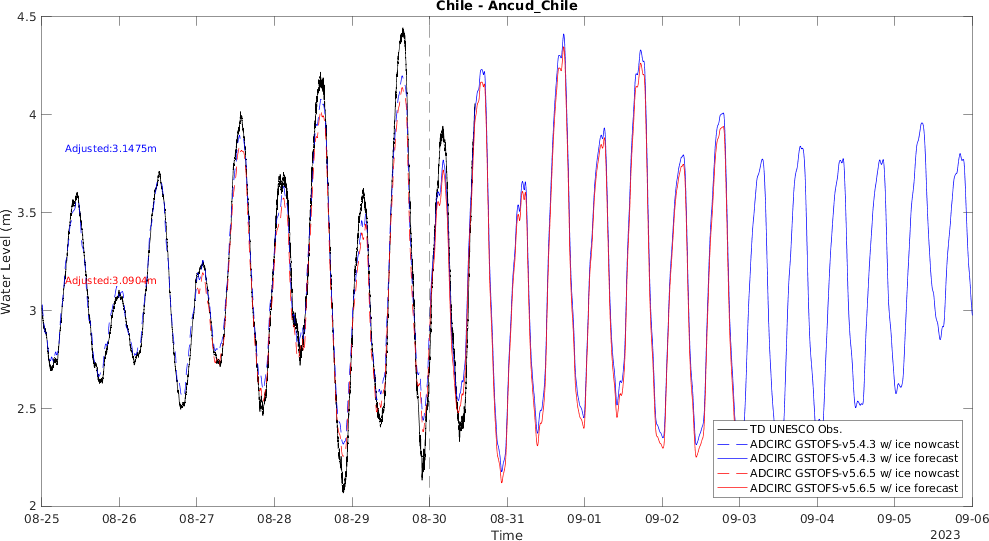 Chile - Ancud_Chile
4.5
4
3.5
3
2.5
2
Water Level (m)
Adjusted:3.1475m
Adjusted:3.0904m
TD UNESCO Obs.
ADCIRC GSTOFS-v5.4.3 w/ ice nowcast
ADCIRC GSTOFS-v5.4.3 w/ ice forecast
ADCIRC GSTOFS-v5.6.5 w/ ice nowcast
ADCIRC GSTOFS-v5.6.5 w/ ice forecast
08-25 08-26 08-27 08-28 08-29 08-30 08-31 09-01 09-02 09-03 09-04 09-05 09-06
Time
2023